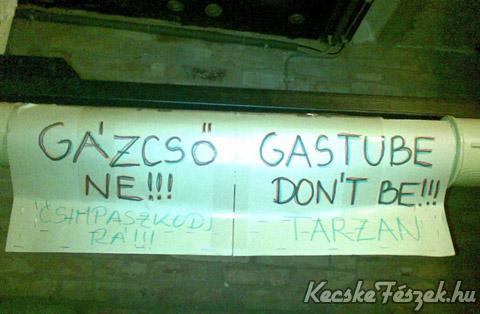 GÁZCSŐ
NE!!!
CSIMPASZKODJ
RÁ!!!
GASTUBE
DON'T BE!!!
TARZAN
KecskeFészek.hu